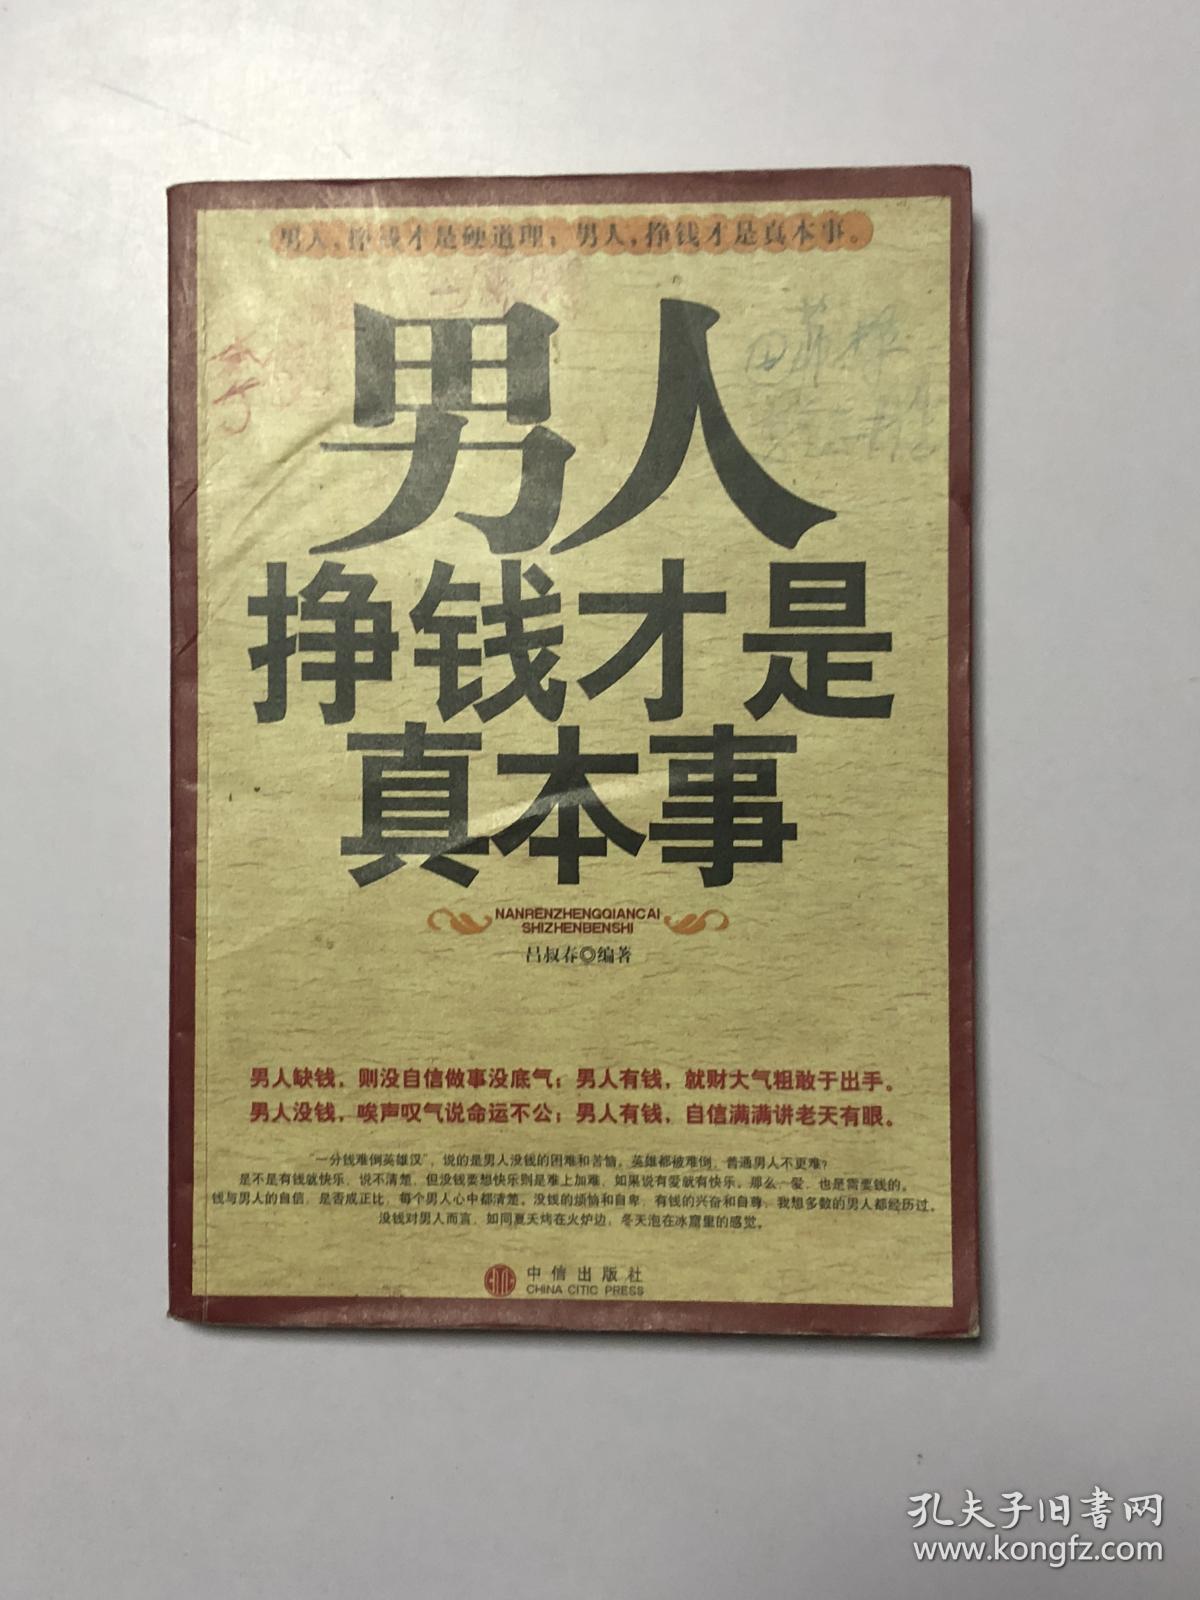 男人，挣钱才是硬道理；男人，挣钱才是真本事。
男人
挣钱才是
真本事
NANRENZHENGQIANCAI
SHIZHENBENSHI
吕叔春◎编著
男人缺钱，则没自信做事没底气；男人有钱，就财大气粗敢于出手。
男人没钱，唉声叹气说命运不公；男人有钱，自信满满讲老天有眼。
“一分钱难倒英雄汉”，说的是男人没钱的困难和苦恼。英雄都被难倒，普通男人不更难？
是不是有钱就快乐，说不清楚，但没钱要想快乐则是难上加难，如果说有爱就有快乐。那么，爱，也是需要钱的。
钱与男人的自信，是否成正比，每个男人心中都清楚。没钱的烦恼和自卑，有钱的兴奋和自尊，我想多数的男人都经历过。
没钱对男人而言，如同夏天烤在火炉边，冬天泡在冰窟里的感觉。
中信出版社
CHINA CITIC PRESS
孔夫子旧书网
www.kongfz.com